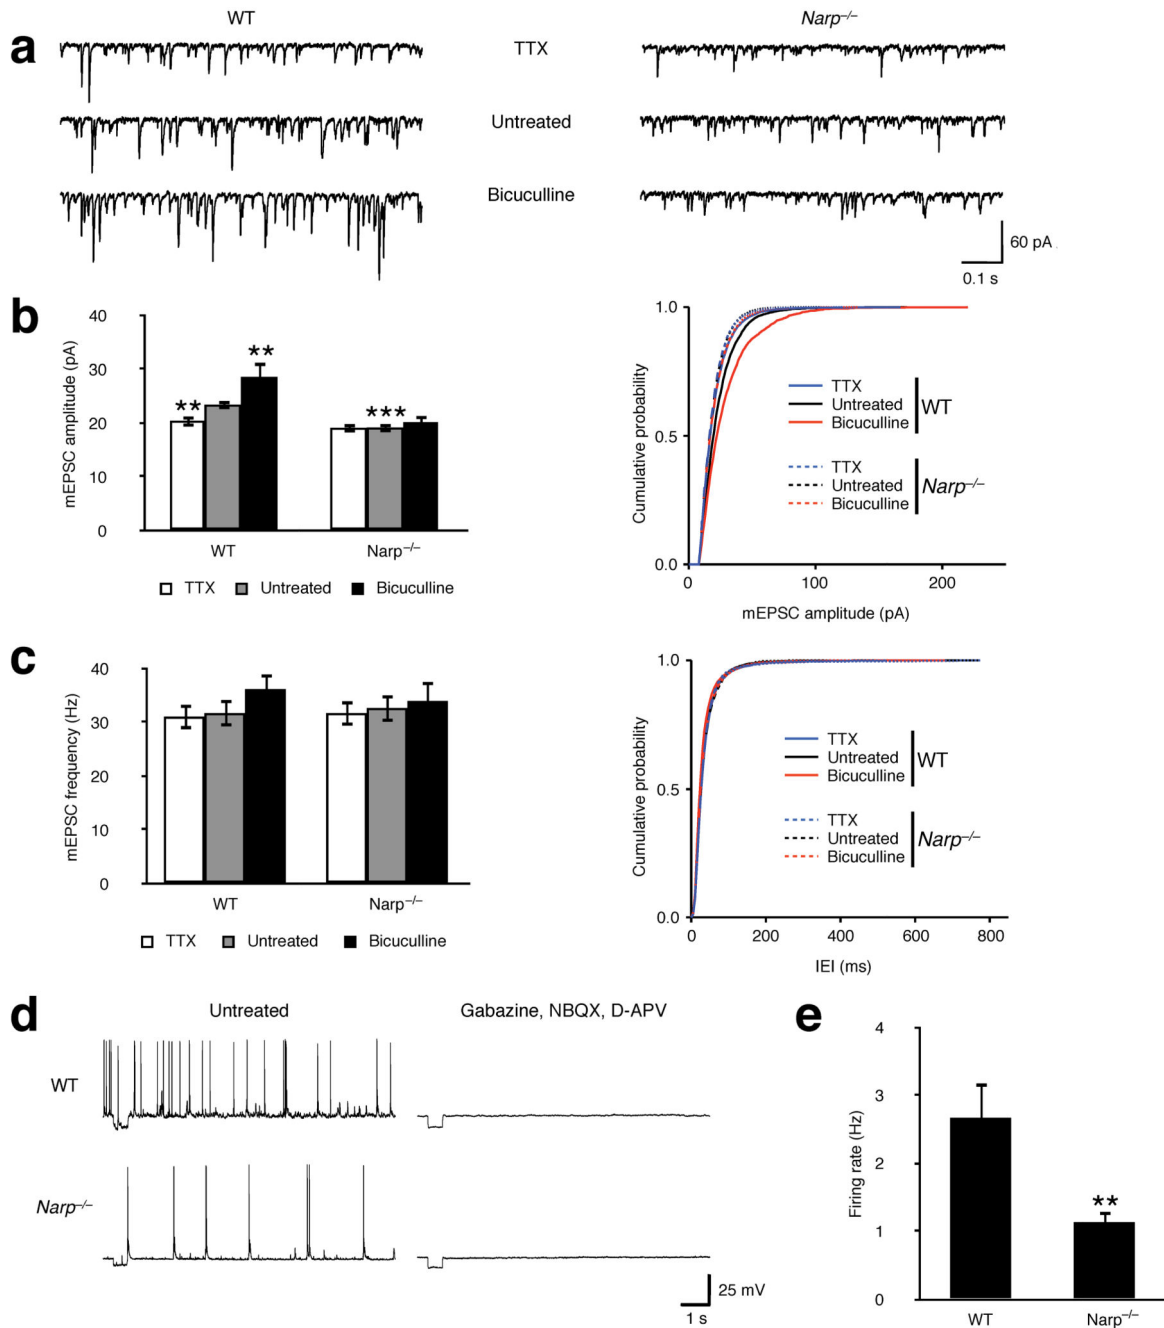 a
WT
Narp–/–
TTX
Untreated
Bicuculline
60 pA
0.1 s
b
mEPSC amplitude (pA)
40
30
20
10
0
**
**
***
WT
Narp–/–
TTX Untreated Bicuculline
Cumulative probability
1.0
0.5
0.0
TTX
Untreated
Bicuculline
WT
TTX
Untreated
Bicuculline
Narp–/–
0 100 200
mEPSC amplitude (pA)
c
mEPSC frequency (Hz)
40
30
20
10
0
WT
Narp–/–
TTX Untreated Bicuculline
Cumulative probability
1.0
0.5
0.0
TTX
Untreated
Bicuculline
WT
TTX
Untreated
Bicuculline
Narp–/–
0 200 400 600 800
IEI (ms)
d
Untreated
Gabazine, NBQX, D-APV
WT
Narp–/–
25 mV
1 s
e
Firing rate (Hz)
4
3
2
1
0
**
WT
Narp–/–